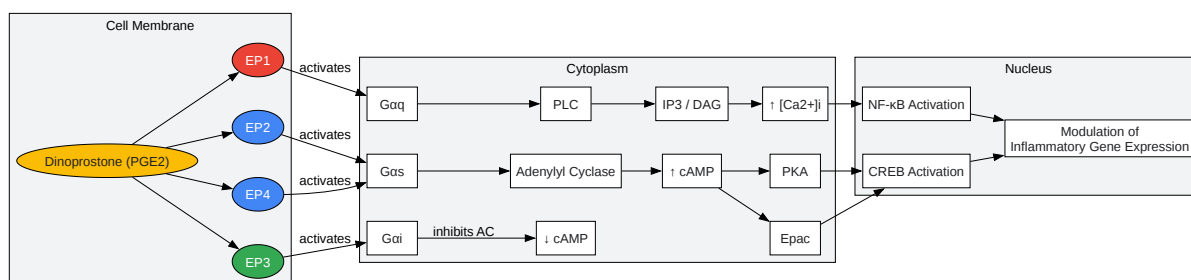 Cell Membrane
EP1
EP2
Dinoprostone (PGE2)
EP4
EP3
activates
activates
activates
activates
Cytoplasm
Gαq
PLC
IP3 / DAG
↑ [Ca2+]i
Gαs
Adenylyl Cyclase
↑ cAMP
PKA
Gαi
inhibits AC
↓ cAMP
Epac
Nucleus
NF-κB Activation
CREB Activation
Modulation of
Inflammatory Gene Expression